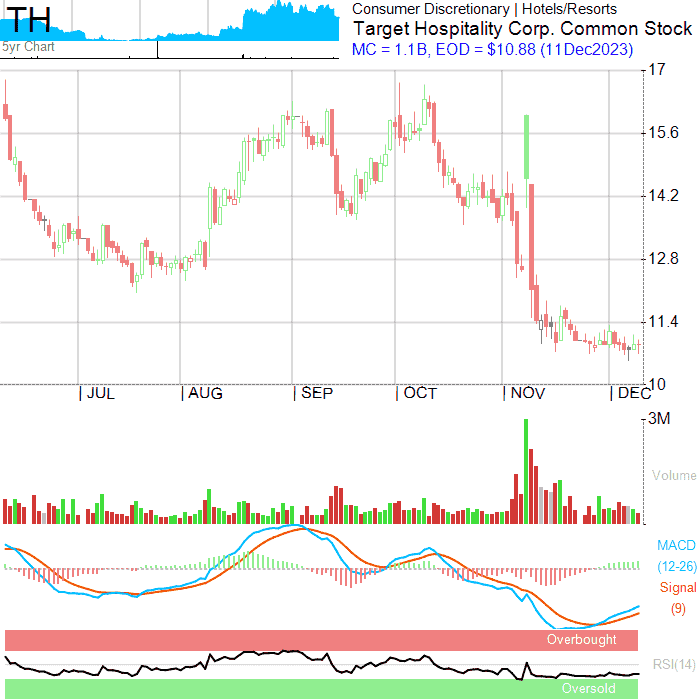 TH
5yr Chart
Consumer Discretionary | Hotels/Resorts
Target Hospitality Corp. Common Stock
MC = 1.1B, EOD = $10.88 (11Dec2023)
17
15.6
14.2
12.8
11.4
10
JUL AUG SEP OCT NOV DEC
3M
Volume
MACD
(12-26)
Signal
(9)
Overbought
RSI(14)
Oversold